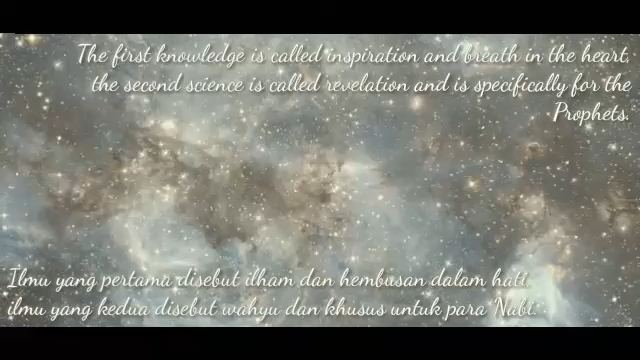 The first knowledge is called inspiration and breath in the heart,
the second science is called revelation and is specifically for the
Prophets.
Ilmu yang pertama disebut ilham dan hembusan dalam hati,
ilmu yang kedua disebut wahyu dan khusus untuk para Nabi.